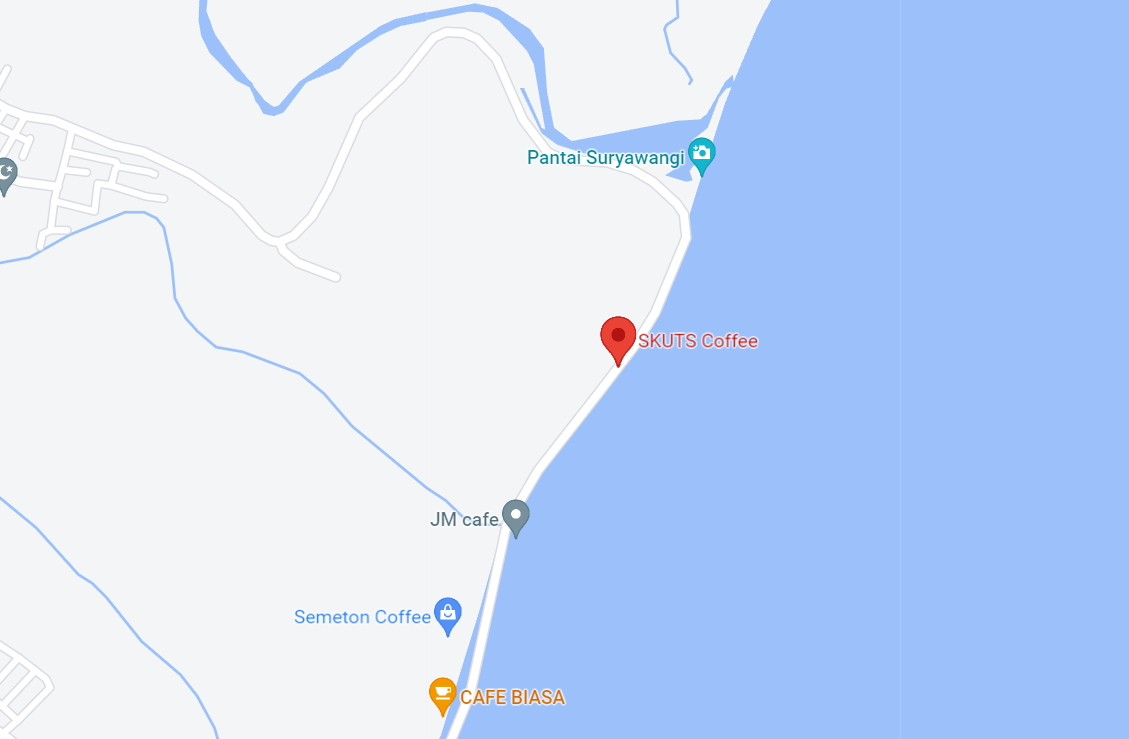 Pantai Suryawangi
SKUTS Coffee
JM cafe
Semeton Coffee
CAFE BIASA